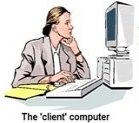 The 'client' computer